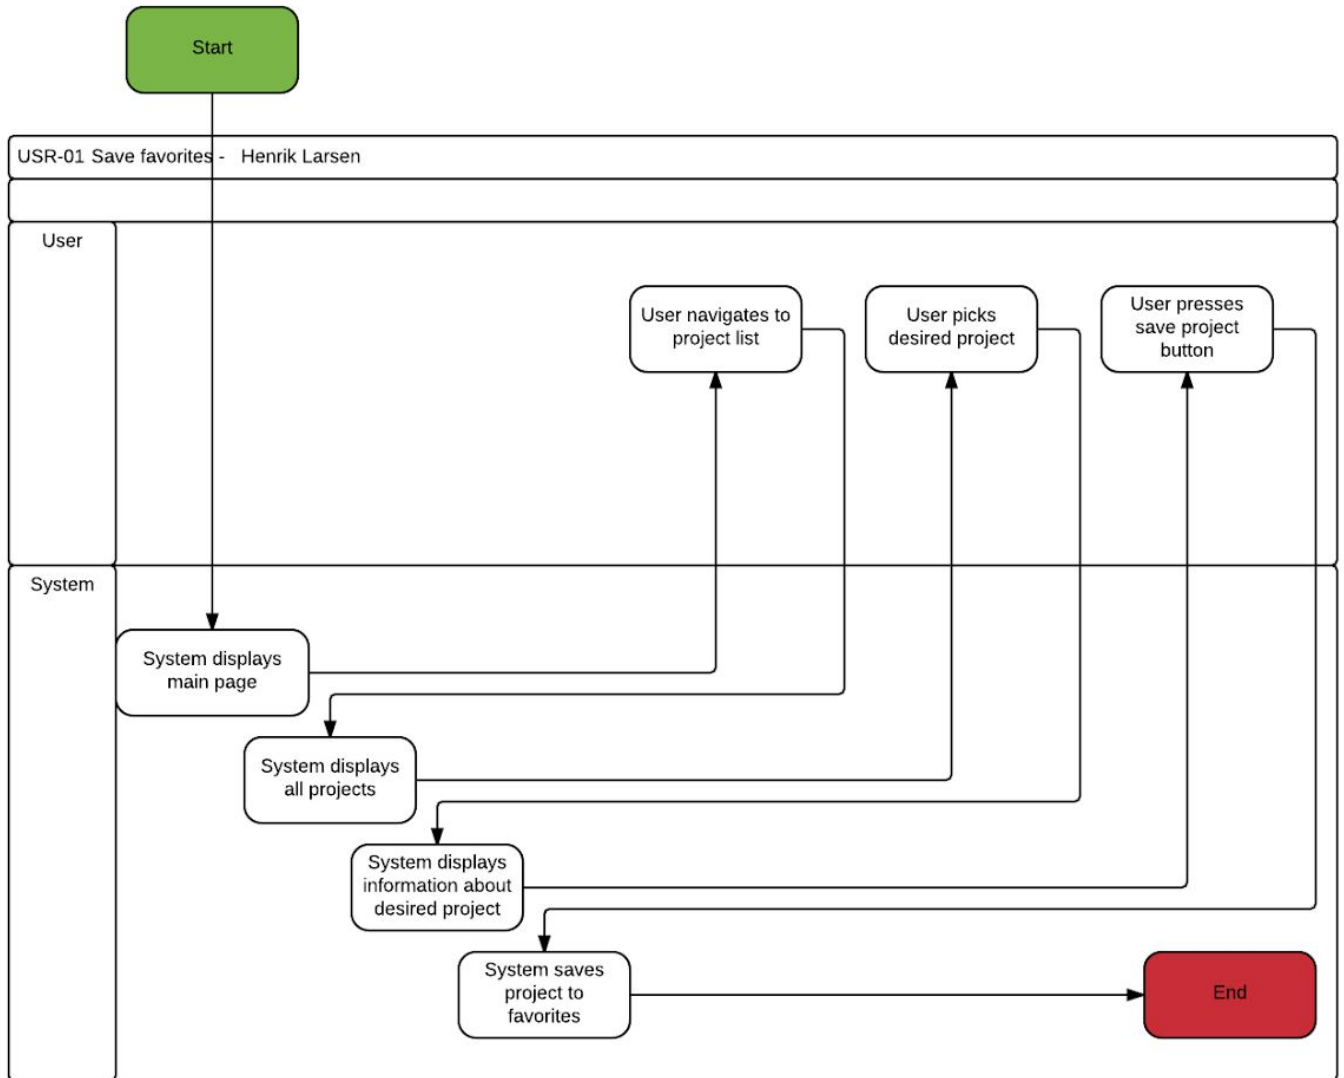 Start
USR-01 Save favorites - Henrik Larsen
User
User navigates to
project list
User picks
desired project
User presses
save project
button
System
System displays
main page
System displays
all projects
System displays
information about
desired project
System saves
project to
favorites
End